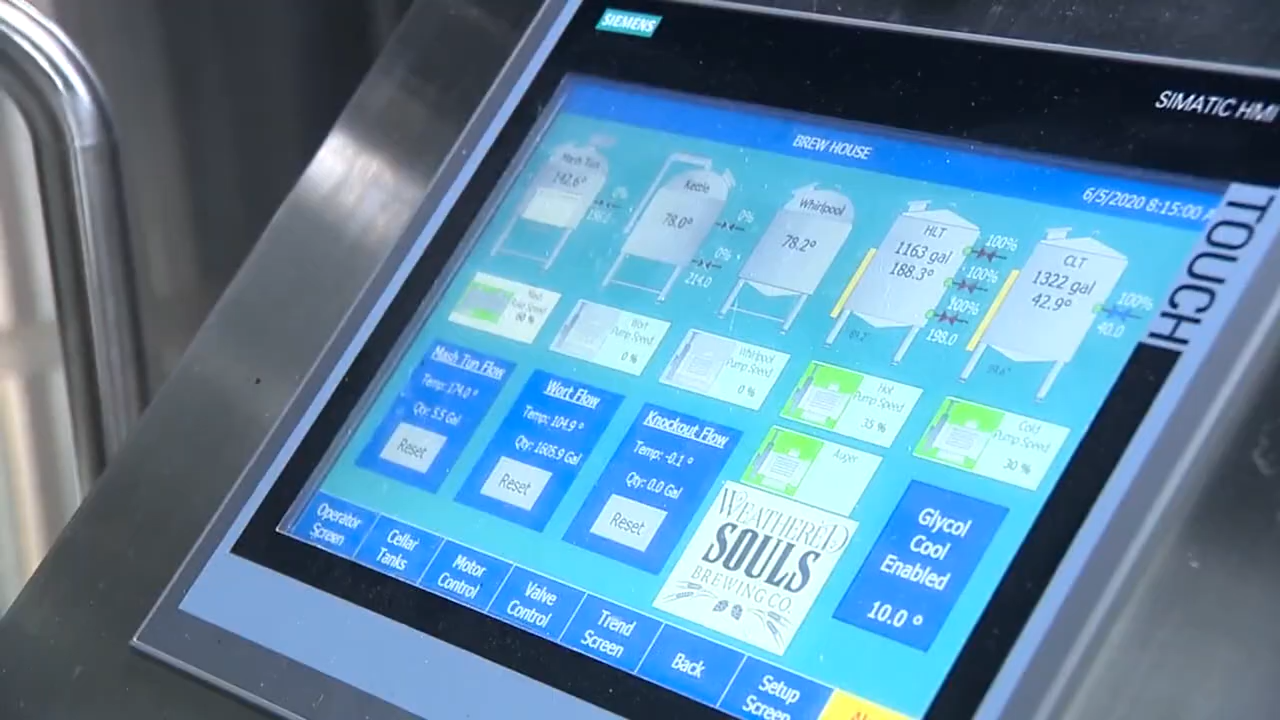 SIEMENS
SIMATIC HMI
TOUCH
BREW HOUSE
6/5/2020 8:15:00
Mash Tun
142.6°
Kettle
78.0°
0%
0%
214.0
Whirlpool
78.2°
HLT
1163 gal
188.3°
100%
100%
100%
198.0
CLT
1322 gal
42.9°
100%
40.0
Mash
Rake Speed
60 %
Wort
Pump Speed
0 %
Whirlpool
Pump Speed
0 %
Hot
Pump Speed
35 %
Cold
Pump Speed
30 %
Auger
Mash Tun Flow
Temp: 174.0 °
Qty: 5.5 Gal
Reset
Wort Flow
Temp: 104.9 °
Qty: 1605.9 Gal
Reset
Knockout Flow
Temp: -0.1 °
Qty: 0.0 Gal
Reset
WEATHERED
SOULS
BREWING CO.
Glycol
Cool
Enabled
10.0 °
Operator
Screen
Cellar
Tanks
Motor
Control
Valve
Control
Trend
Screen
Back
Setup
Screen